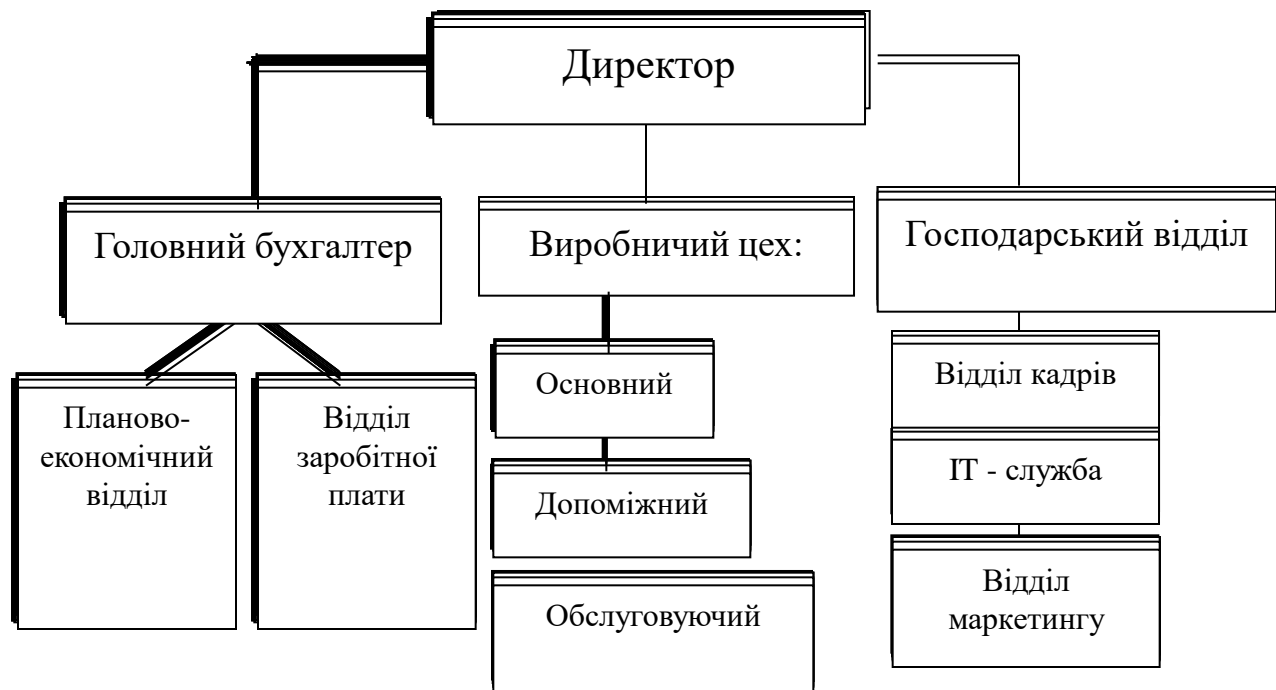 Директор
Головний бухгалтер
Виробничий цех:
Господарський відділ
Планово-
економічний
відділ
Відділ
заробітної
плати
Основний
Допоміжний
Обслуговуючий
Відділ кадрів
ІТ - служба
Відділ
маркетингу